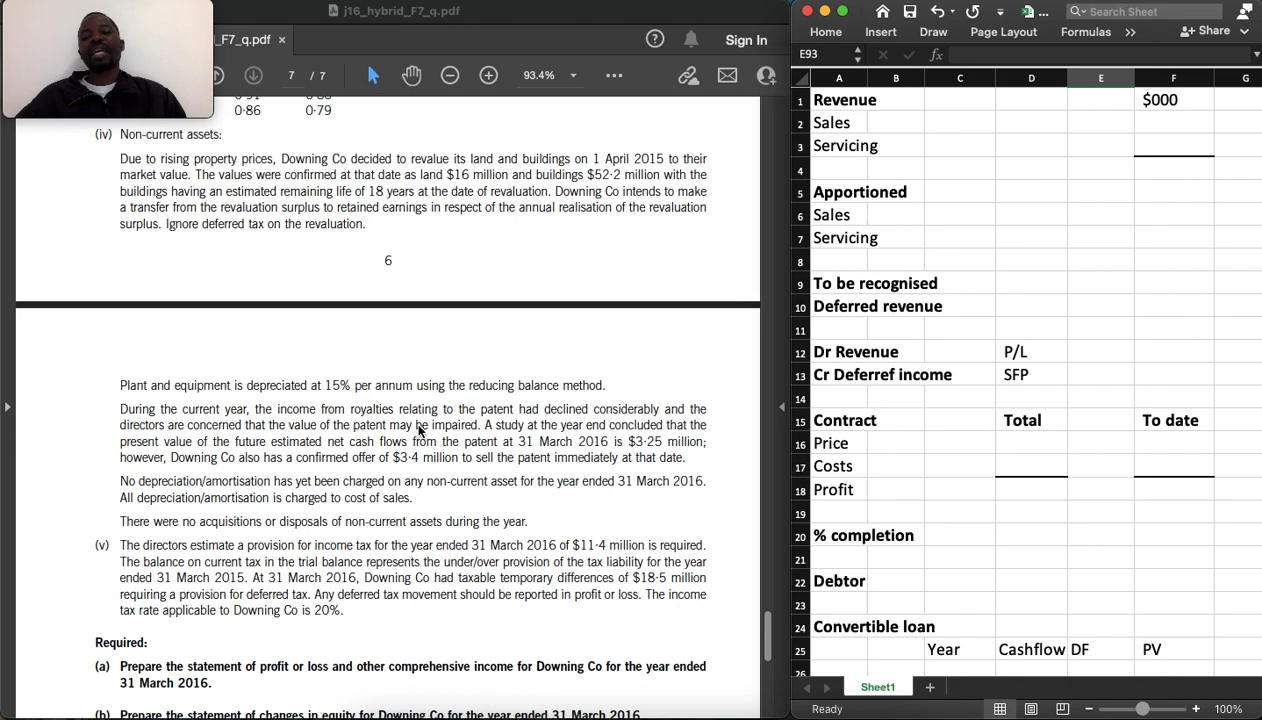 j16_hybrid_F7_q.pdf
_F7_q.pdf ×
Sign In
7 / 7
93.4%
0·86 0·79
(iv) Non-current assets:
Due to rising property prices, Downing Co decided to revalue its land and buildings on 1 April 2015 to their
market value. The values were confirmed at that date as land $16 million and buildings $52·2 million with the
buildings having an estimated remaining life of 18 years at the date of revaluation. Downing Co intends to make
a transfer from the revaluation surplus to retained earnings in respect of the annual realisation of the revaluation
surplus. Ignore deferred tax on the revaluation.
6
Plant and equipment is depreciated at 15% per annum using the reducing balance method.
During the current year, the income from royalties relating to the patent had declined considerably and the
directors are concerned that the value of the patent may be impaired. A study at the year end concluded that the
present value of the future estimated net cash flows from the patent at 31 March 2016 is $3·25 million;
however, Downing Co also has a confirmed offer of $3·4 million to sell the patent immediately at that date.
No depreciation/amortisation has yet been charged on any non-current asset for the year ended 31 March 2016.
All depreciation/amortisation is charged to cost of sales.
There were no acquisitions or disposals of non-current assets during the year.
(v) The directors estimate a provision for income tax for the year ended 31 March 2016 of $11·4 million is required.
The balance on current tax in the trial balance represents the under/over provision of the tax liability for the year
ended 31 March 2015. At 31 March 2016, Downing Co had taxable temporary differences of $18·5 million
requiring a provision for deferred tax. Any deferred tax movement should be reported in profit or loss. The income
tax rate applicable to Downing Co is 20%.
Required:
(a) Prepare the statement of profit or loss and other comprehensive income for Downing Co for the year ended
31 March 2016.
(b) Prepare the statement of changes in equity for Downing Co for the year ended 31 March 2016.
... Search Sheet
Home Insert Draw Page Layout Formulas Share
E93 fx
A B C D E F G
1 Revenue $000
2 Sales
3 Servicing
4
5 Apportioned
6 Sales
7 Servicing
8
9 To be recognised
10 Deferred revenue
11
12 Dr Revenue P/L
13 Cr Deferref income SFP
14
15 Contract Total To date
16 Price
17 Costs
18 Profit
19
20 % completion
21
22 Debtor
23
24 Convertible loan
25 Year Cashflow DF PV
26
Sheet1
Ready 100%